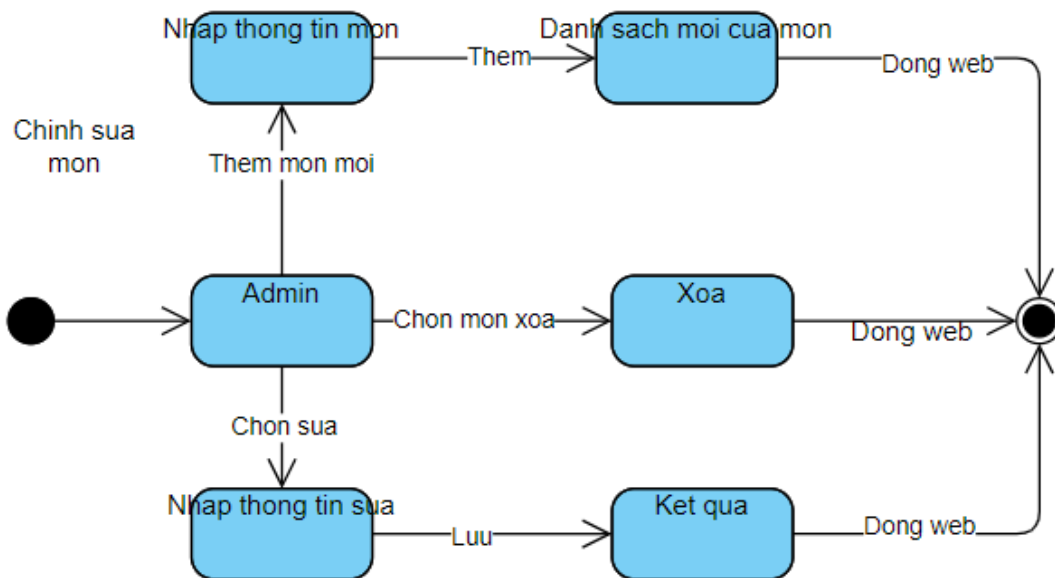 Nhap thong tin mon
Them
Danh sach moi cua mon
Dong web
Chinh sua
mon
Them mon moi
Admin
Chon mon xoa
Xoa
Dong web
Chon sua
Nhap thong tin sua
Luu
Ket qua
Dong web